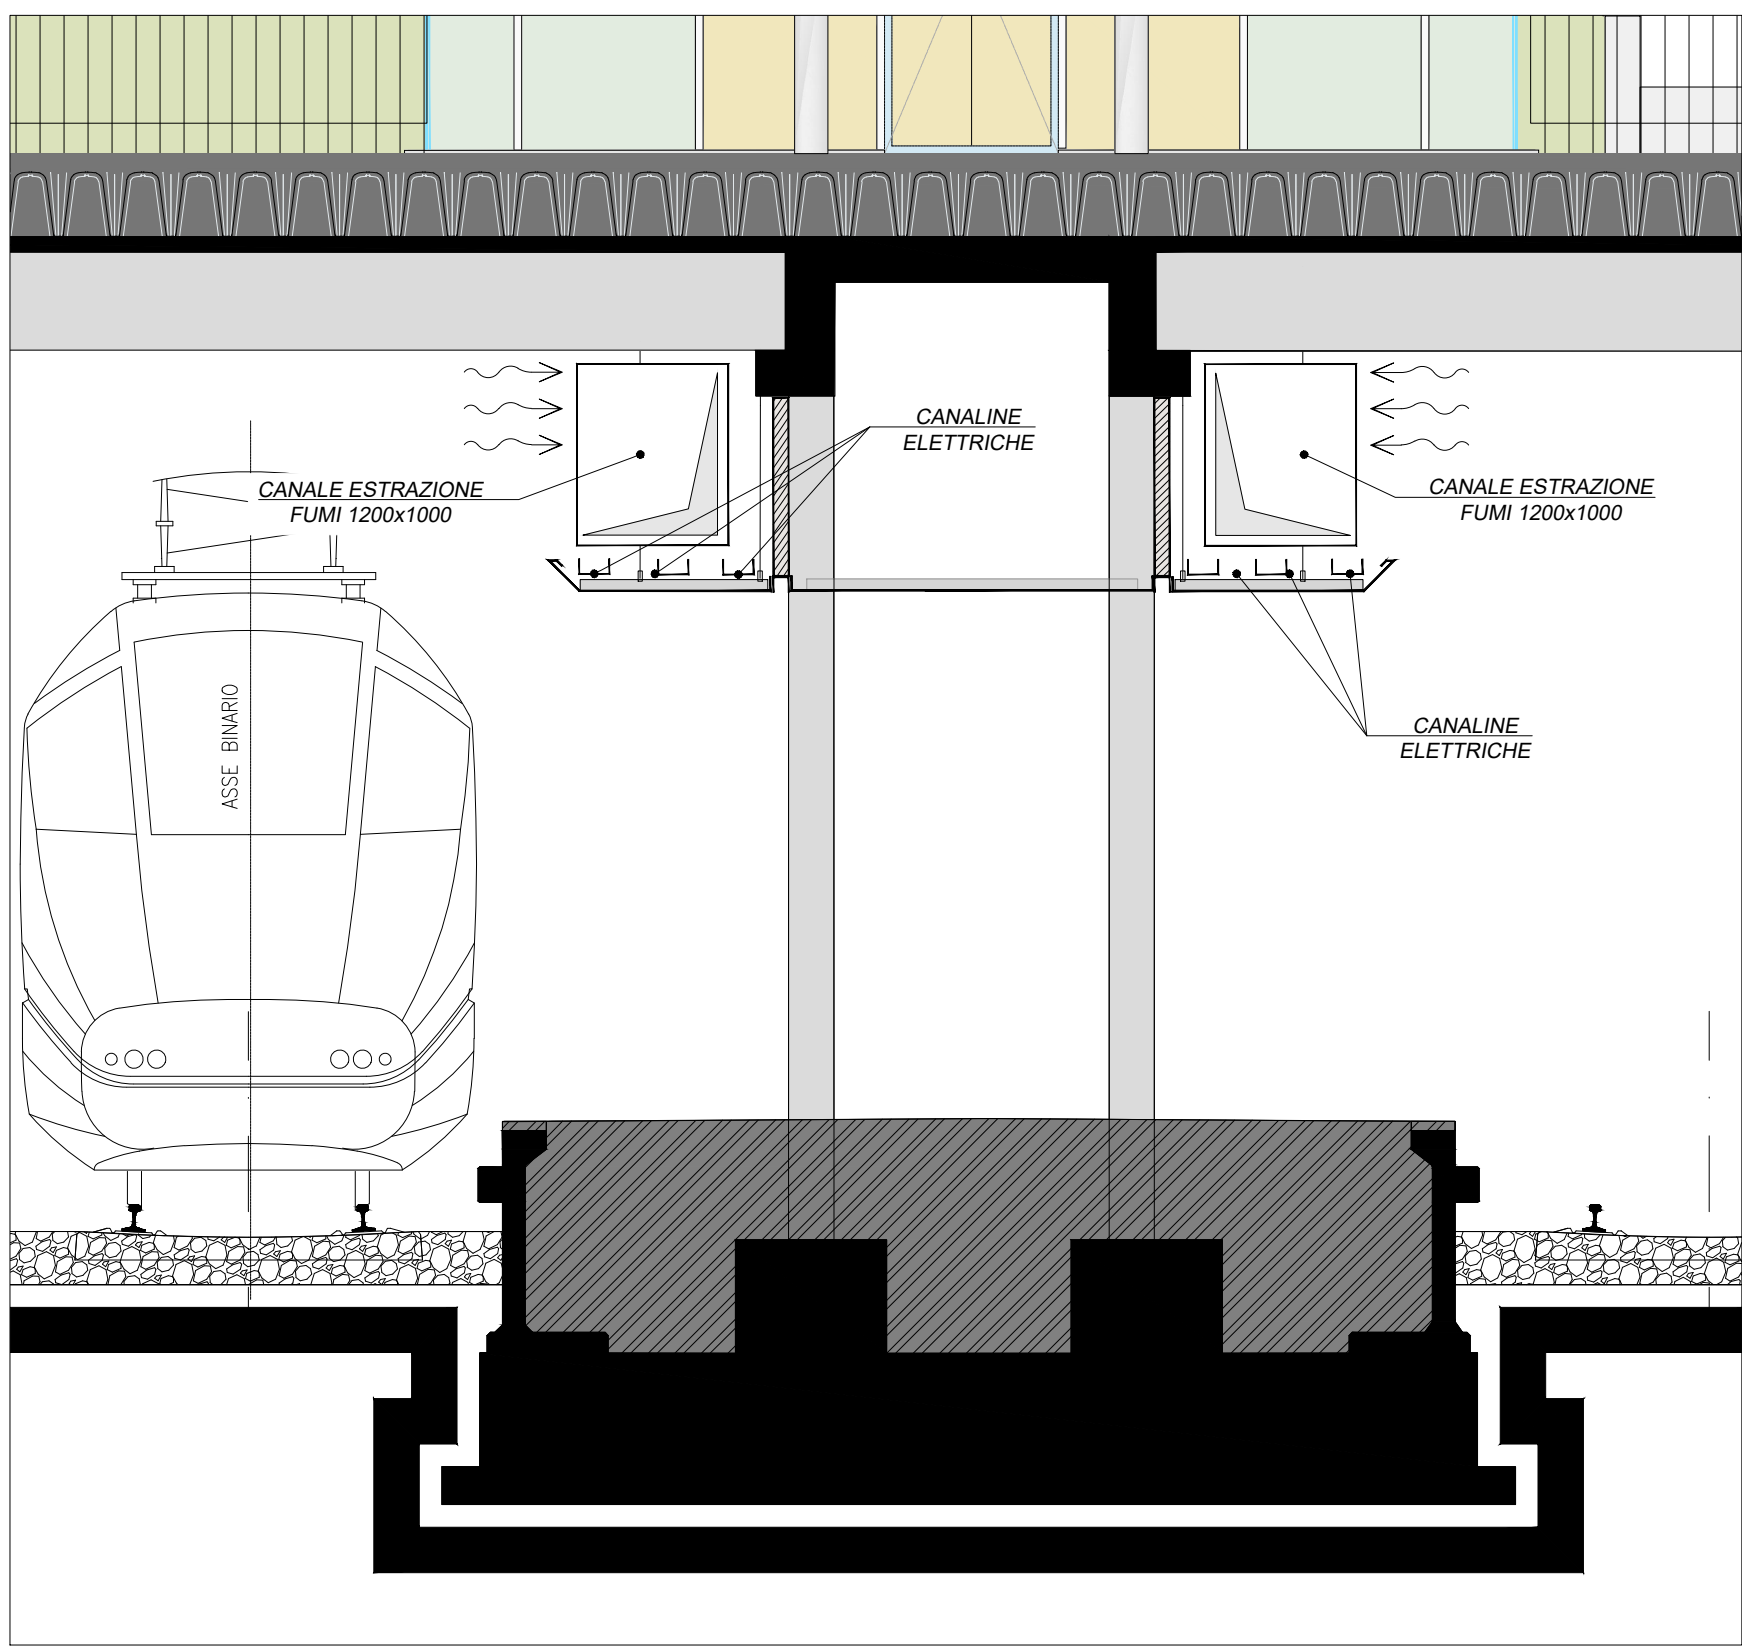 CANALINE
ELETTRICHE
CANALE ESTRAZIONE
FUMI 1200x1000
CANALE ESTRAZIONE
FUMI 1200x1000
ASSE BINARIO
CANALINE
ELETTRICHE